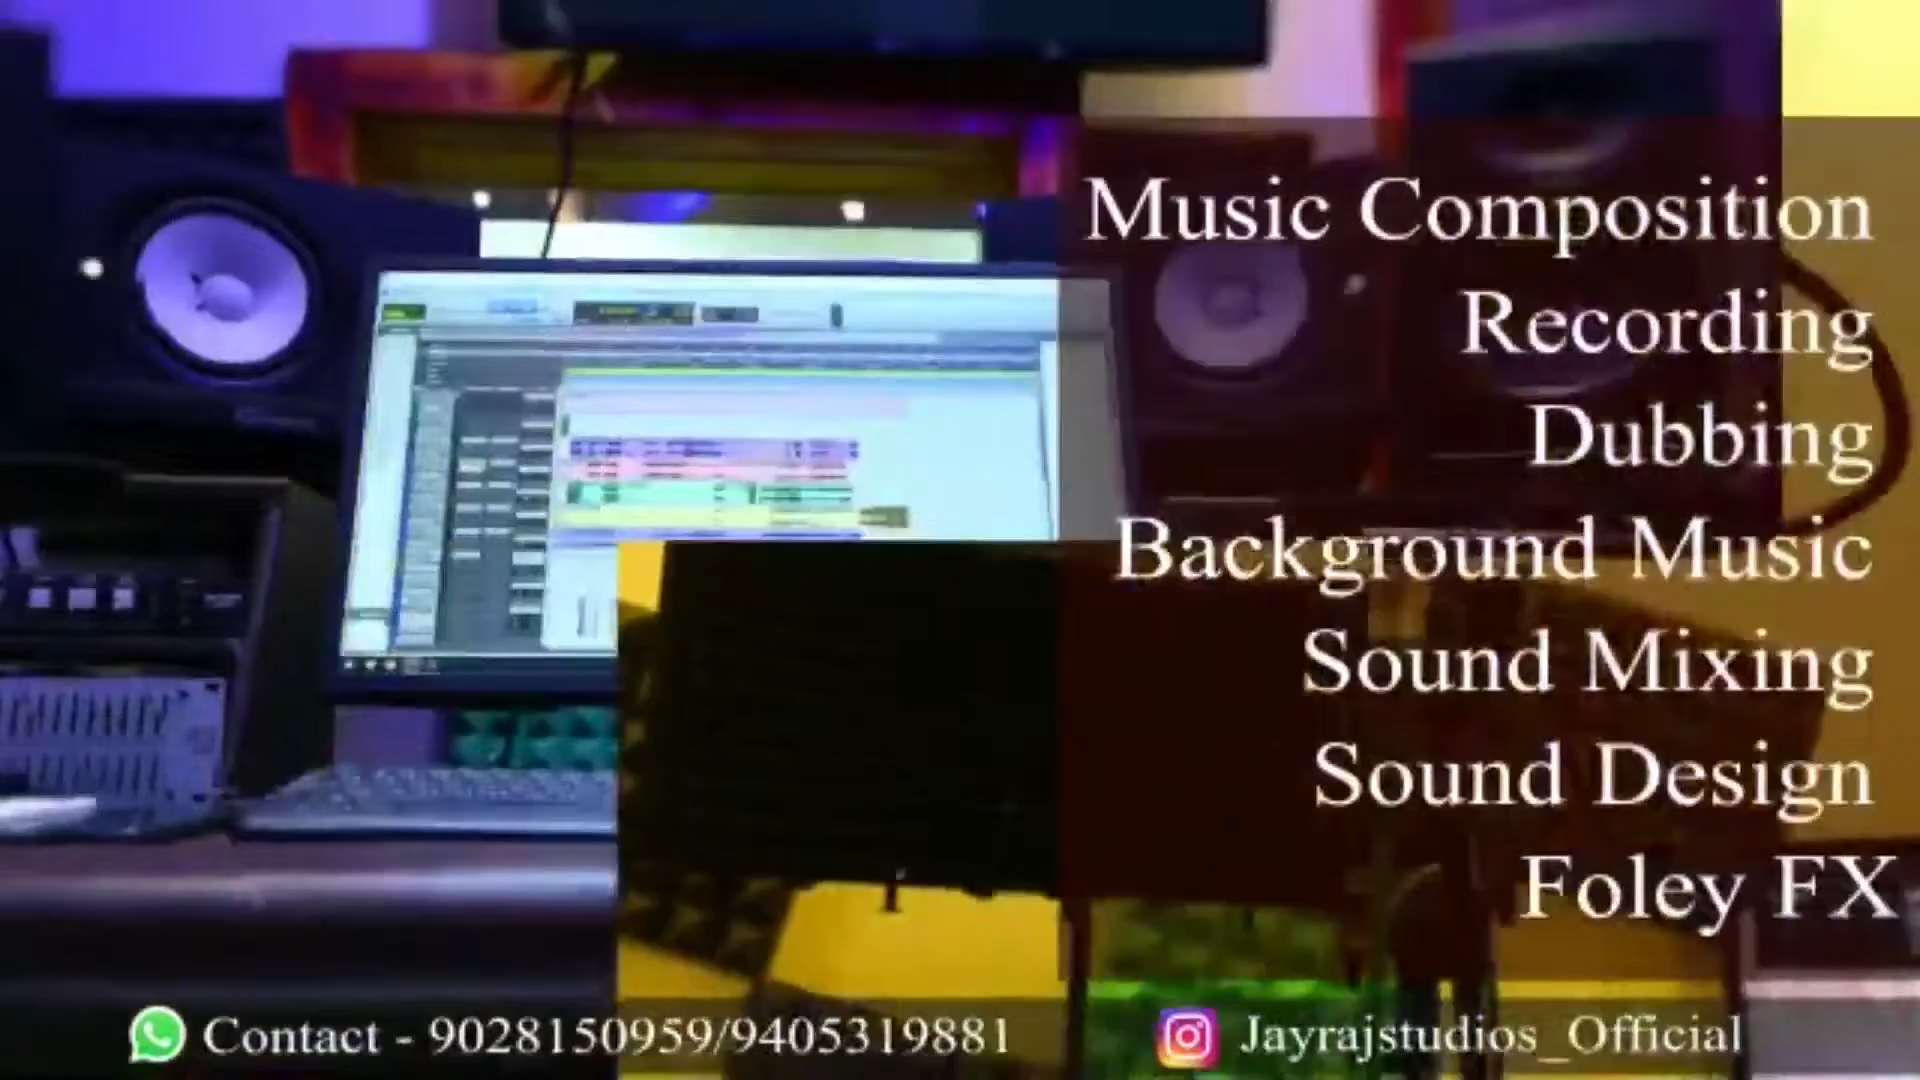 Music Composition
Recording
Dubbing
Background Music
Sound Mixing
Sound Design
Foley FX
Contact - 9028150959/9405319881
Jayrajstudios_Official